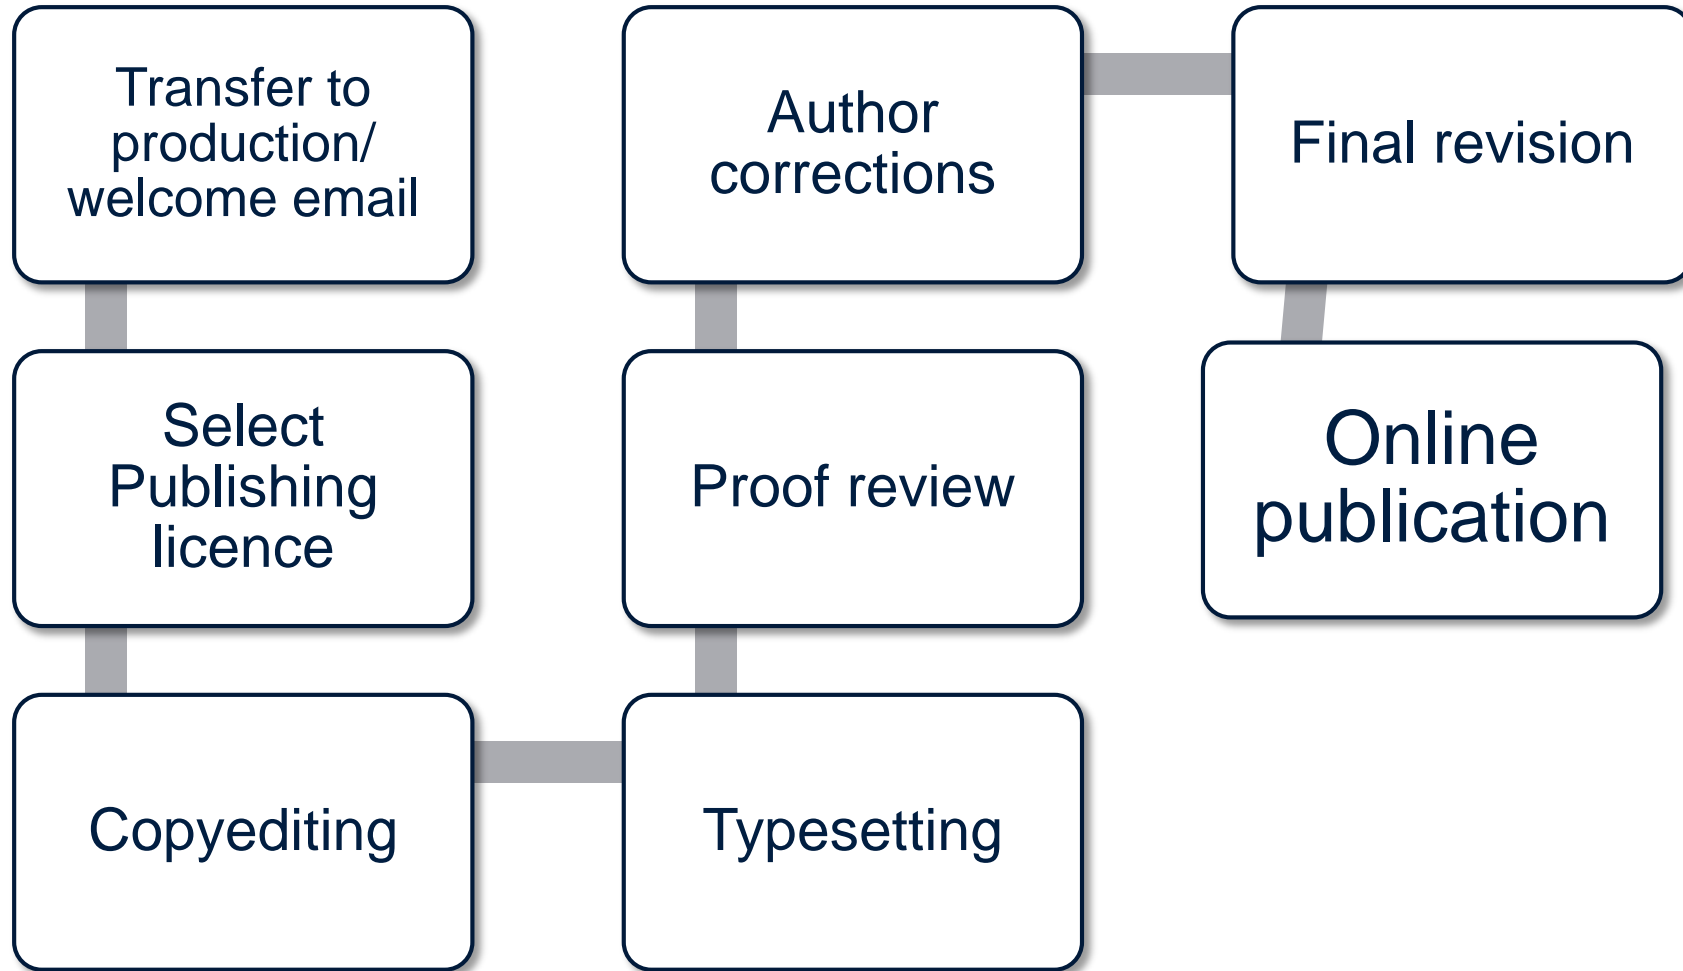 Transfer to
production/
welcome email
Select
Publishing
licence
Copyediting
Typesetting
Proof review
Author
corrections
Final revision
Online
publication